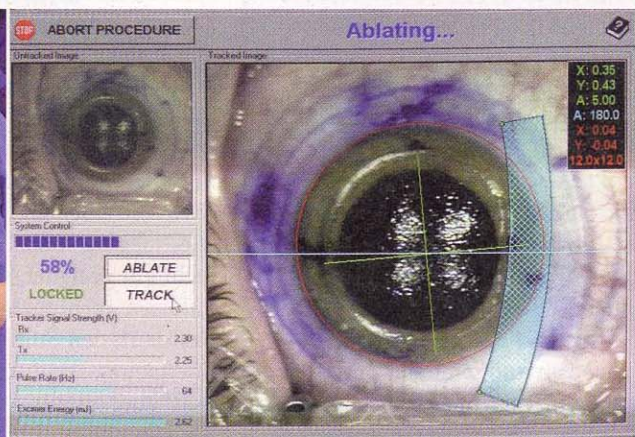 STOP ABORT PROCEDURE
Ablating...
?
Untracked Image
Tracked Image
X: 0.35
Y: 0.43
A: 5.00
A: 180.0
X: 0.04
Y: -0.04
12.0x12.0
System Control
58%
ABLATE
LOCKED
TRACK
Tracker Signal Strength (V)
Rx
2.30
Tx
2.25
Pulse Rate (Hz)
64
Excimer Energy (mJ)
2.62